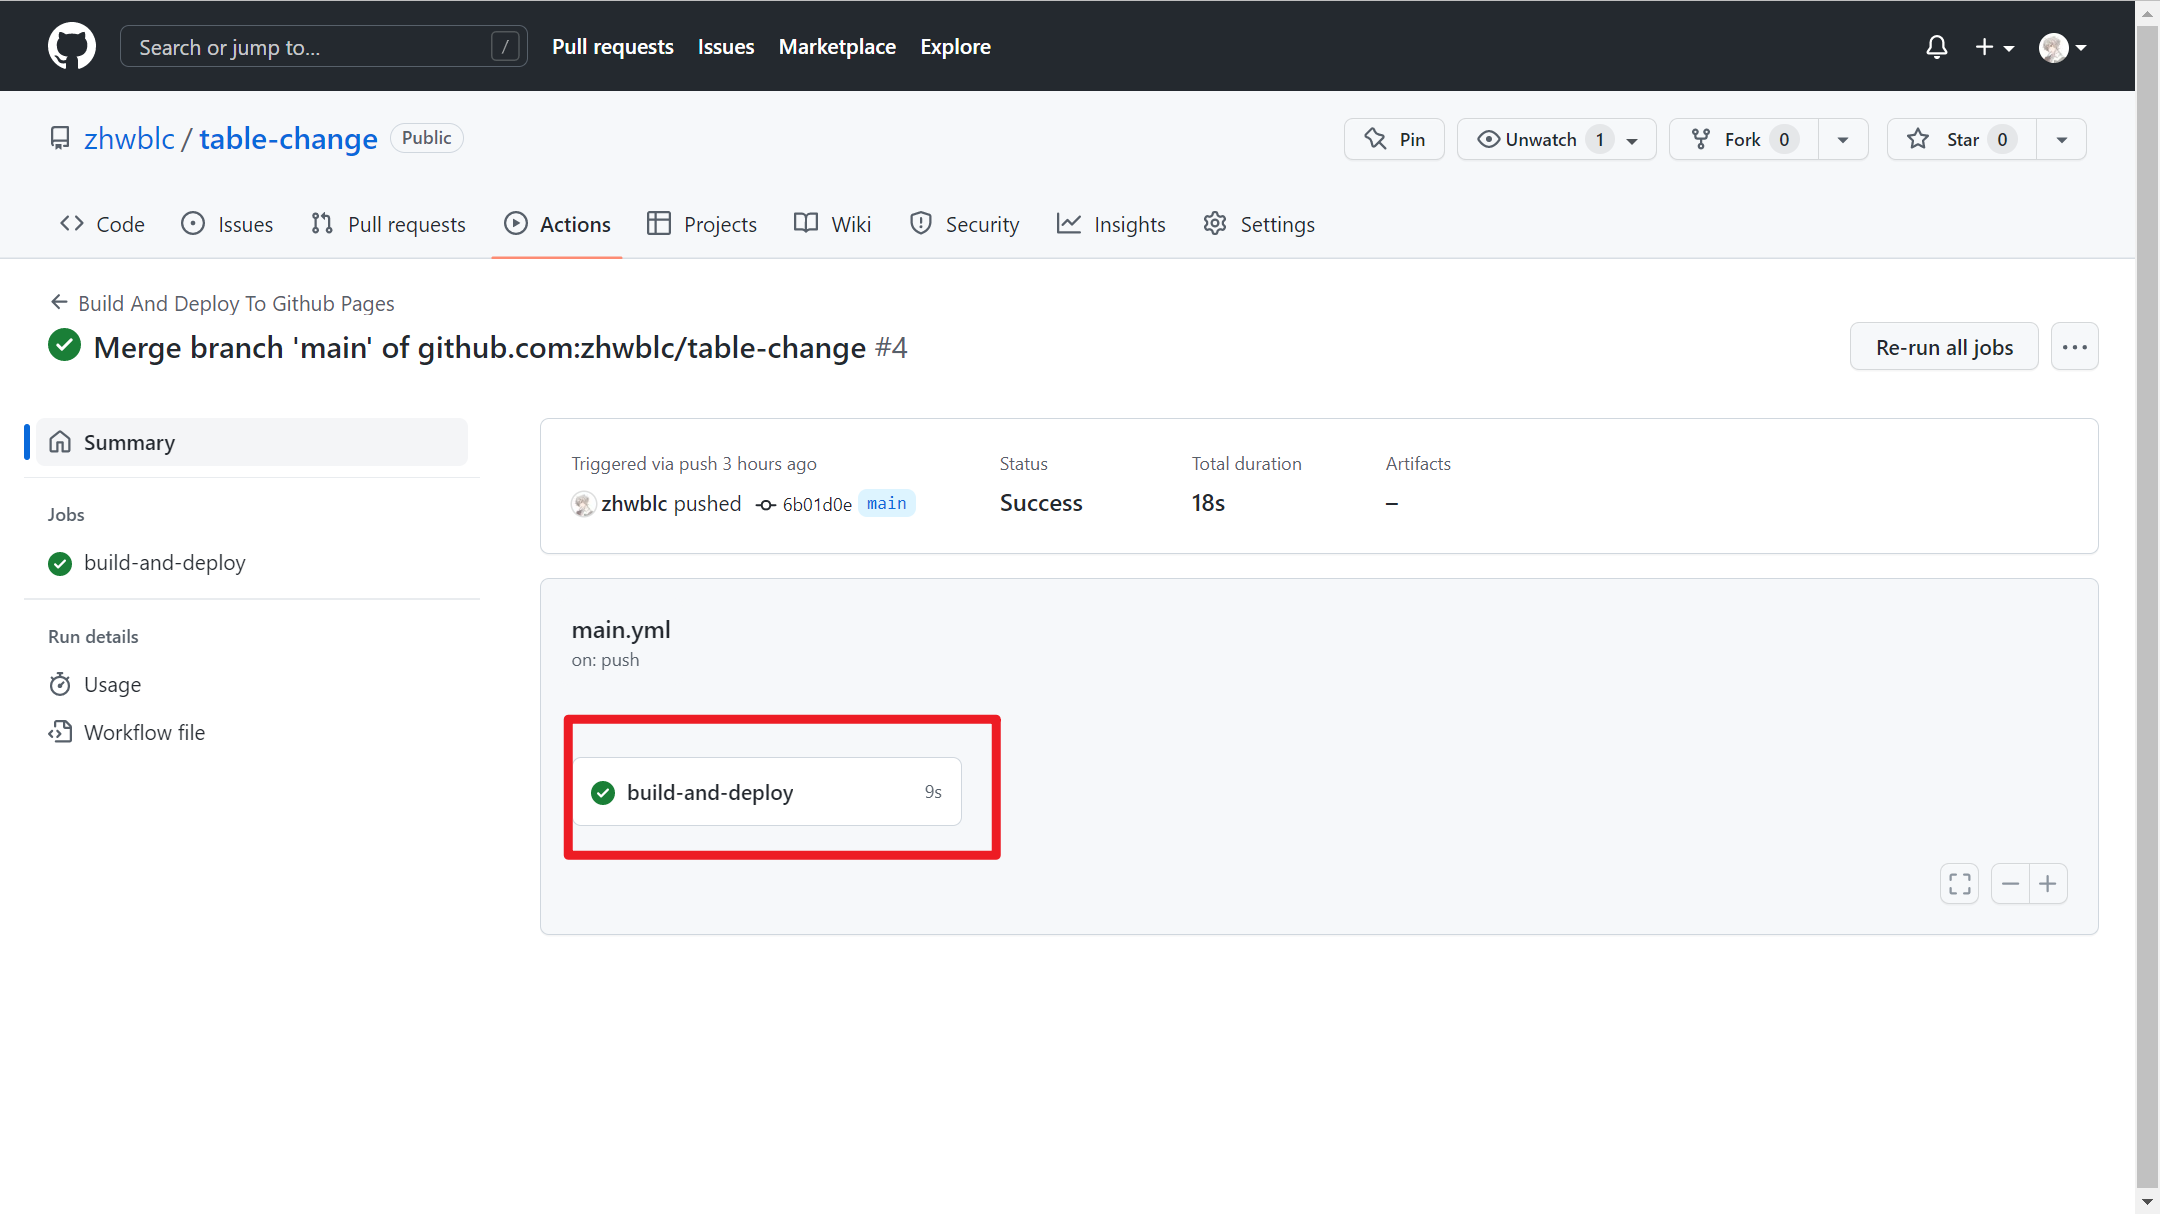 Search or jump to... / Pull requests Issues Marketplace Explore
zhwblc / table-change Public Pin Unwatch 1 Fork 0 Star 0
Code Issues Pull requests Actions Projects Wiki Security Insights Settings
Build And Deploy To Github Pages
Merge branch 'main' of github.com:zhwblc/table-change #4
Re-run all jobs
Summary
Jobs
build-and-deploy
Run details
Usage
Workflow file
Triggered via push 3 hours ago Status Total duration Artifacts
zhwblc pushed 6b01d0e main Success 18s –
main.yml
on: push
build-and-deploy 9s